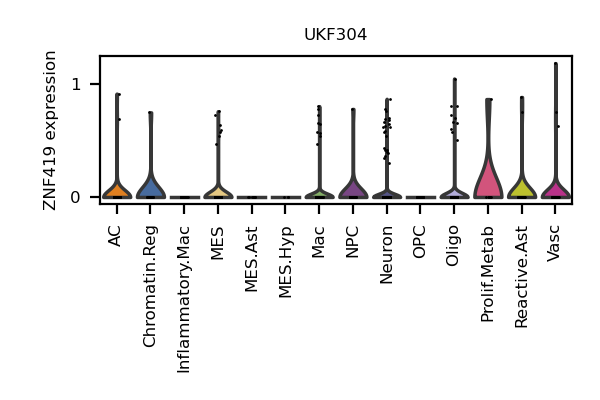 UKF304
ZNF419 expression
1
0
AC
Chromatin.Reg
Inflammatory.Mac
MES
MES.Ast
MES.Hyp
Mac
NPC
Neuron
OPC
Oligo
Prolif.Metab
Reactive.Ast
Vasc